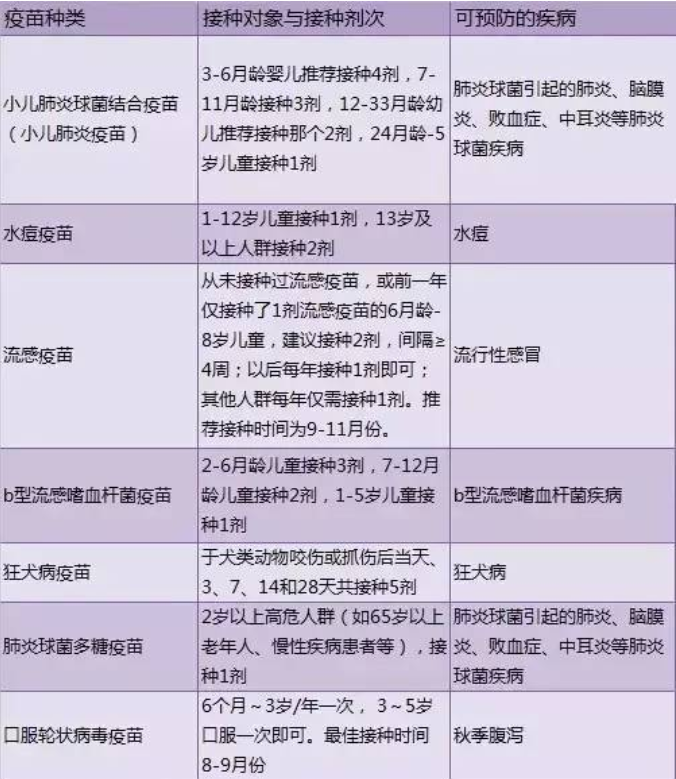 疫苗种类
接种对象与接种剂次
可预防的疾病
小儿肺炎球菌结合疫苗
（小儿肺炎疫苗）
3-6月龄婴儿推荐接种4剂，7-
11月龄接种3剂，12-33月龄幼
儿推荐接种那个2剂，24月龄-5
岁儿童接种1剂
肺炎球菌引起的肺炎、脑膜
炎、败血症、中耳炎等肺炎
球菌疾病
水痘疫苗
1-12岁儿童接种1剂，13岁及
以上人群接种2剂
水痘
流感疫苗
从未接种过流感疫苗，或前一年
仅接种了1剂流感疫苗的6月龄-
8岁儿童，建议接种2剂，间隔≥
4周；以后每年接种1剂即可；
其他人群每年仅需接种1剂。推
荐接种时间为9-11月份。
流行性感冒
b型流感嗜血杆菌疫苗
2-6月龄儿童接种3剂，7-12月
龄儿童接种2剂，1-5岁儿童接
种1剂
b型流感嗜血杆菌疾病
狂犬病疫苗
于犬类动物咬伤或抓伤后当天、
3、7、14和28天共接种5剂
狂犬病
肺炎球菌多糖疫苗
2岁以上高危人群（如65岁以上
老年人、慢性疾病患者等），接
种1剂
肺炎球菌引起的肺炎、脑膜
炎、败血症、中耳炎等肺炎
球菌疾病
口服轮状病毒疫苗
6个月～3岁/年一次， 3～5岁
口服一次即可。最佳接种时间
8-9月份
秋季腹泻